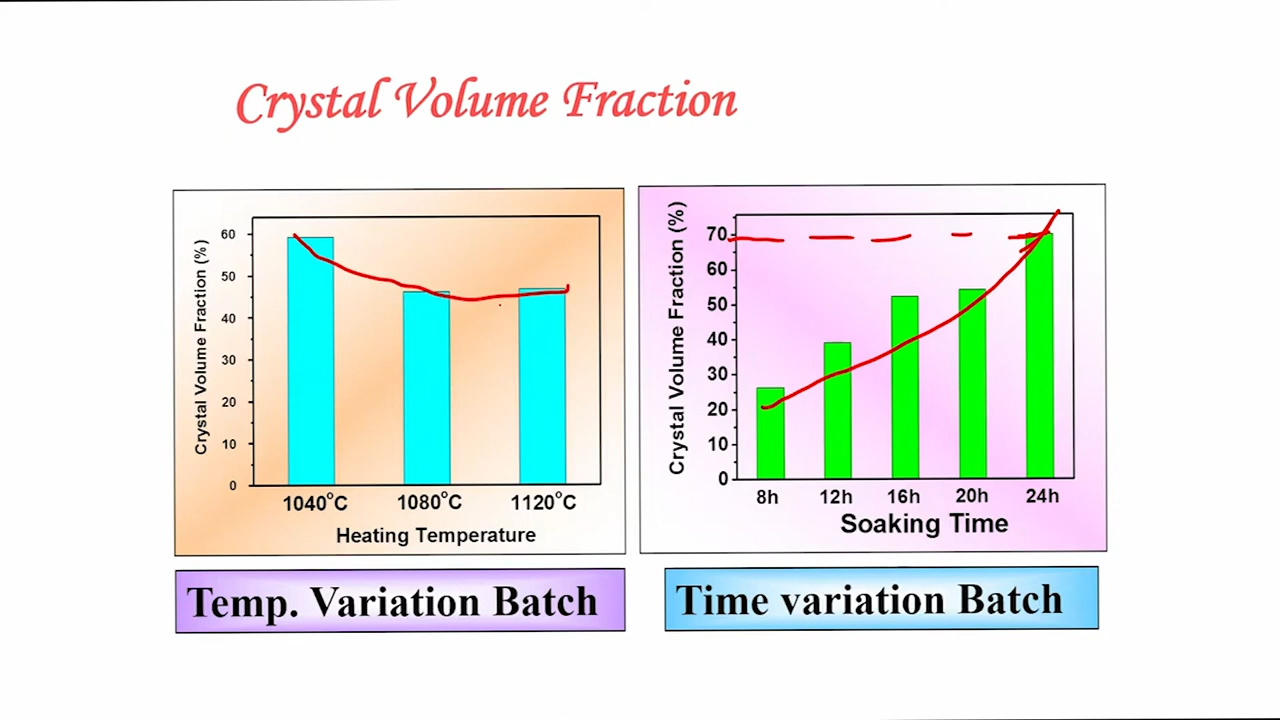 Crystal Volume Fraction
Crystal Volume Fraction (%)
60
50
40
30
20
10
0
1040°C 1080°C 1120°C
Heating Temperature
Temp. Variation Batch
Crystal Volume Fraction (%)
70
60
50
40
30
20
10
0
8h 12h 16h 20h 24h
Soaking Time
Time variation Batch